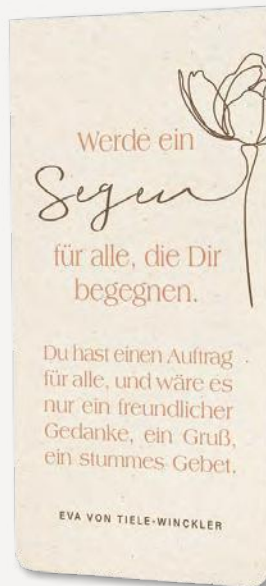 Werde ein
Segen
für alle, die Dir
begegnen.
Du hast einen Auftrag
für alle, und wäre es
nur ein freundlicher
Gedanke, ein Gruß,
ein stummes Gebet.
EVA VON TIELE-WINCKLER